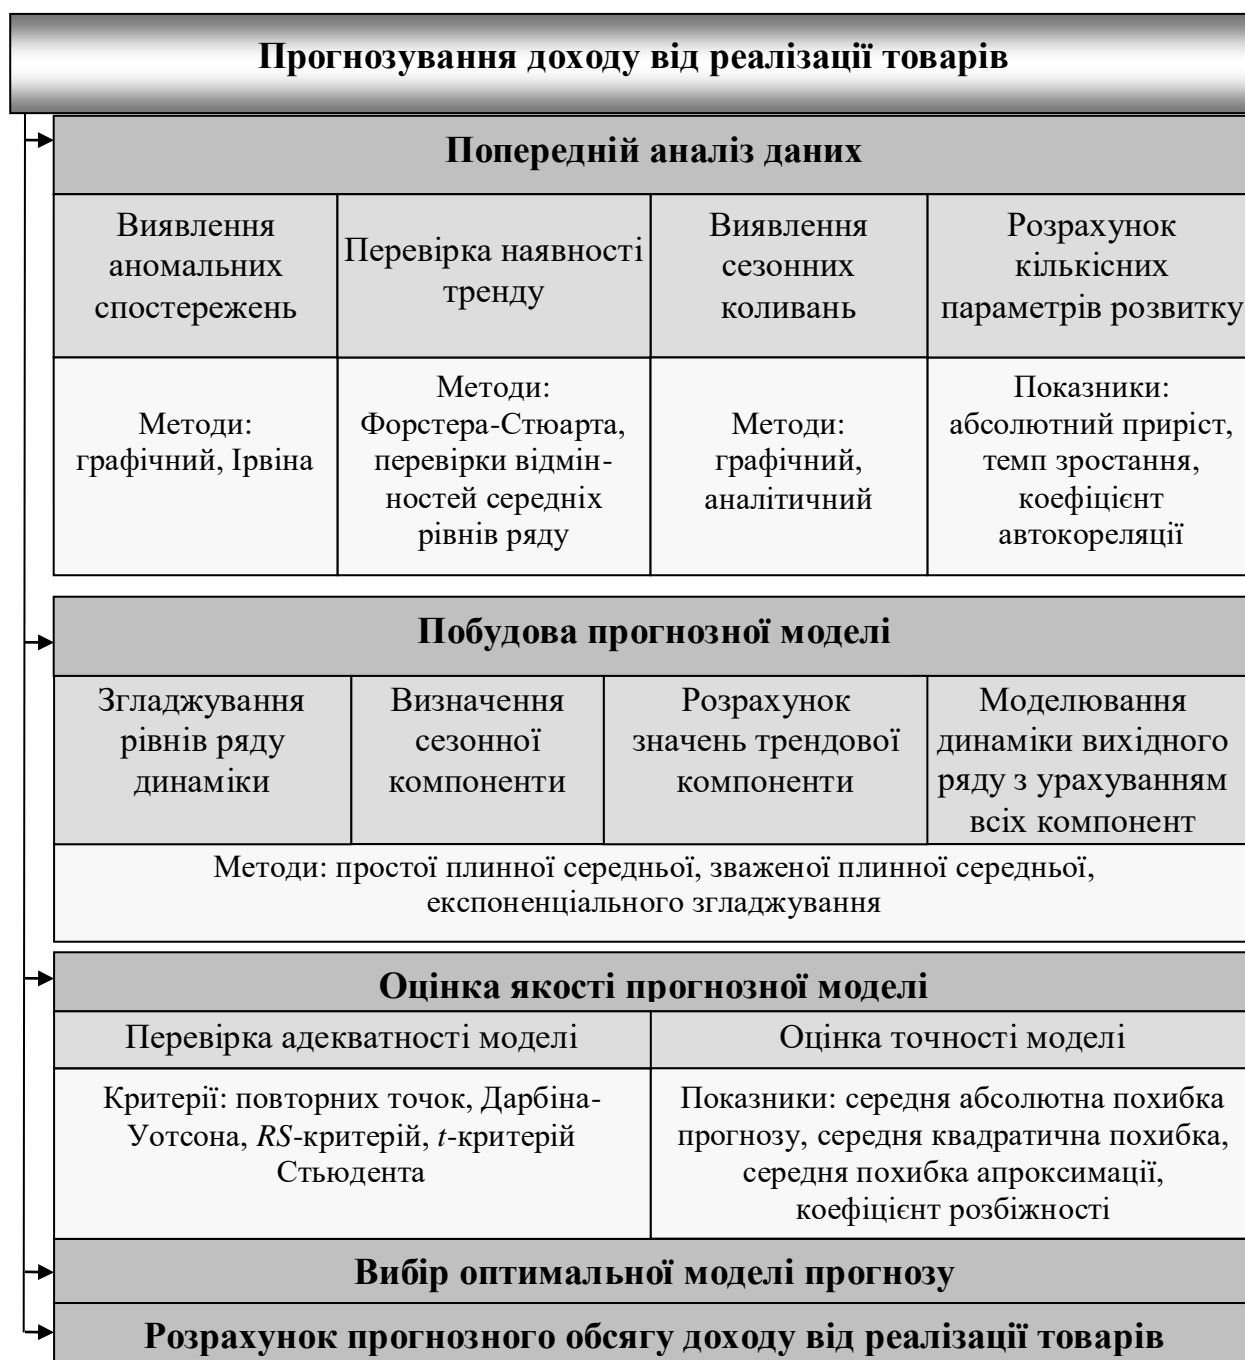 Прогнозування доходу від реалізації товарів
Попередній аналіз даних
Виявлення
аномальних
спостережень
Перевірка наявності
тренду
Виявлення
сезонних
коливань
Розрахунок
кількісних
параметрів розвитку
Методи:
графічний, Ірвіна
Методи:
Форстера-Стюарта,
перевірки відмін-
ностей середніх
рівнів ряду
Методи:
графічний,
аналітичний
Показники:
абсолютний приріст,
темп зростання,
коефіцієнт
автокореляції
Побудова прогнозної моделі
Згладжування
рівнів ряду
динаміки
Визначення
сезонної
компоненти
Розрахунок
значень трендової
компоненти
Моделювання
динаміки вихідного
ряду з урахуванням
всіх компонент
Методи: простої плинної середньої, зваженої плинної середньої,
експоненціального згладжування
Оцінка якості прогнозної моделі
Перевірка адекватності моделі
Оцінка точності моделі
Критерії: повторних точок, Дарбіна-
Уотсона, RS-критерій, t-критерій
Стьюдента
Показники: середня абсолютна похибка
прогнозу, середня квадратична похибка,
середня похибка апроксимації,
коефіцієнт розбіжності
Вибір оптимальної моделі прогнозу
Розрахунок прогнозного обсягу доходу від реалізації товарів